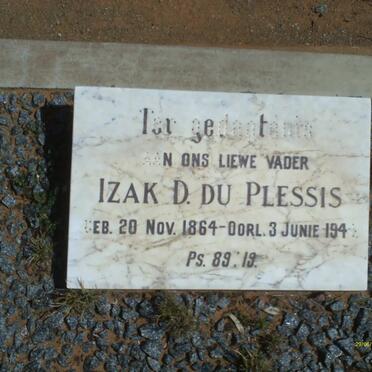 Ter gedagtenis
aan ons liewe vader
Izak D. du Plessis
Geb. 20 Nov. 1864 – Oorl. 3 Junie 194
Ps. 89:19